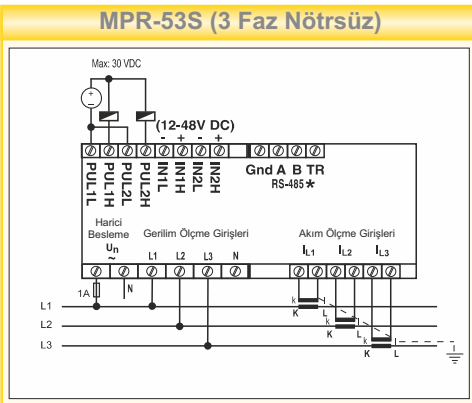 MPR-53S (3 Faz Nötrsüz)
Max: 30 VDC
+
−
(12-48V DC)
- + - +
PUL1L PUL1H PUL2L PUL2H IN1L IN1H IN2L IN2H
Gnd A B TR
RS-485 *
Harici
Besleme
Gerilim Ölçme Girişleri
Akım Ölçme Girişleri
Un
~
L1 L2 L3 N
IL1 IL2 IL3
1A
N
L1
L2
L3
k l
K L
k l
K L
k l
K L